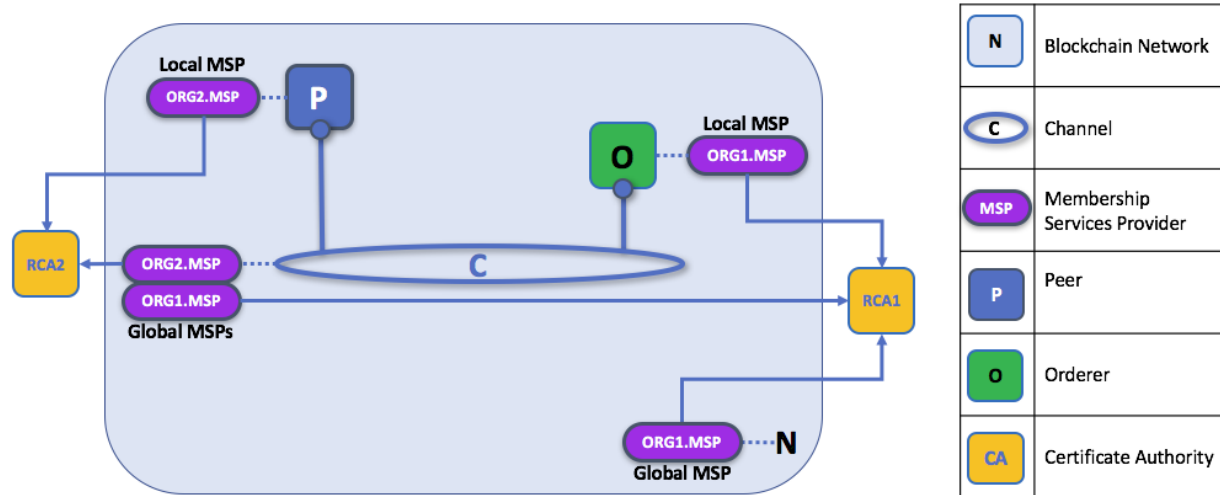 Local MSP
ORG2.MSP
P
Local MSP
O
ORG1.MSP
RCA2
ORG2.MSP
C
ORG1.MSP
RCA1
Global MSPs
ORG1.MSP
N
Global MSP
N
Blockchain Network
C
Channel
MSP
Membership
Services Provider
P
Peer
O
Orderer
CA
Certificate Authority